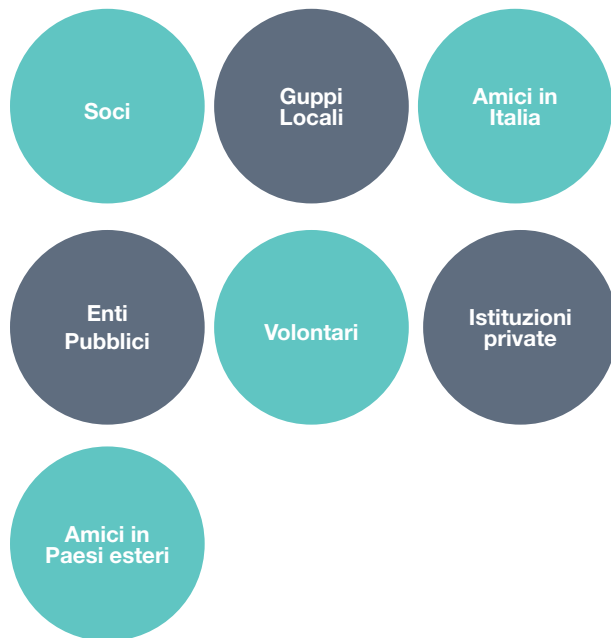 Soci
Guppi
Locali
Amici in
Italia
Enti
Pubblici
Volontari
Istituzioni
private
Amici in
Paesi esteri